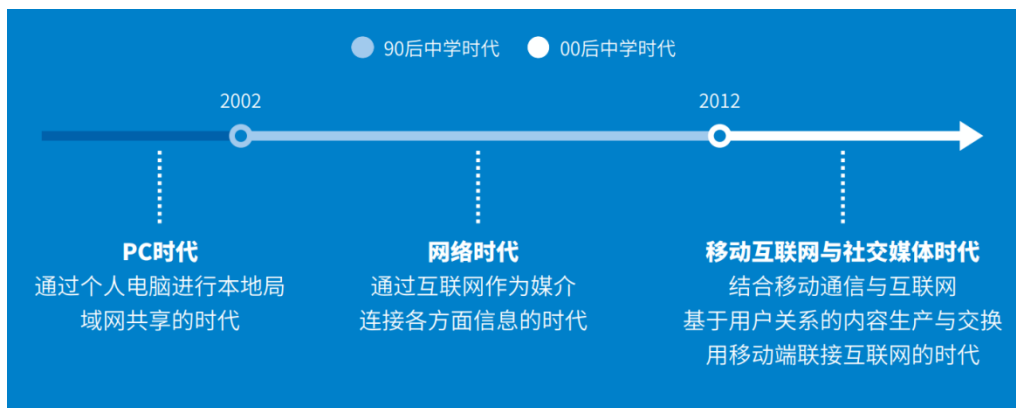 90后中学时代 00后中学时代
2002 2012
PC时代
通过个人电脑进行本地局
域网共享的时代
网络时代
通过互联网作为媒介
连接各方面信息的时代
移动互联网与社交媒体时代
结合移动通信与互联网
基于用户关系的内容生产与交换
用移动端联接互联网的时代